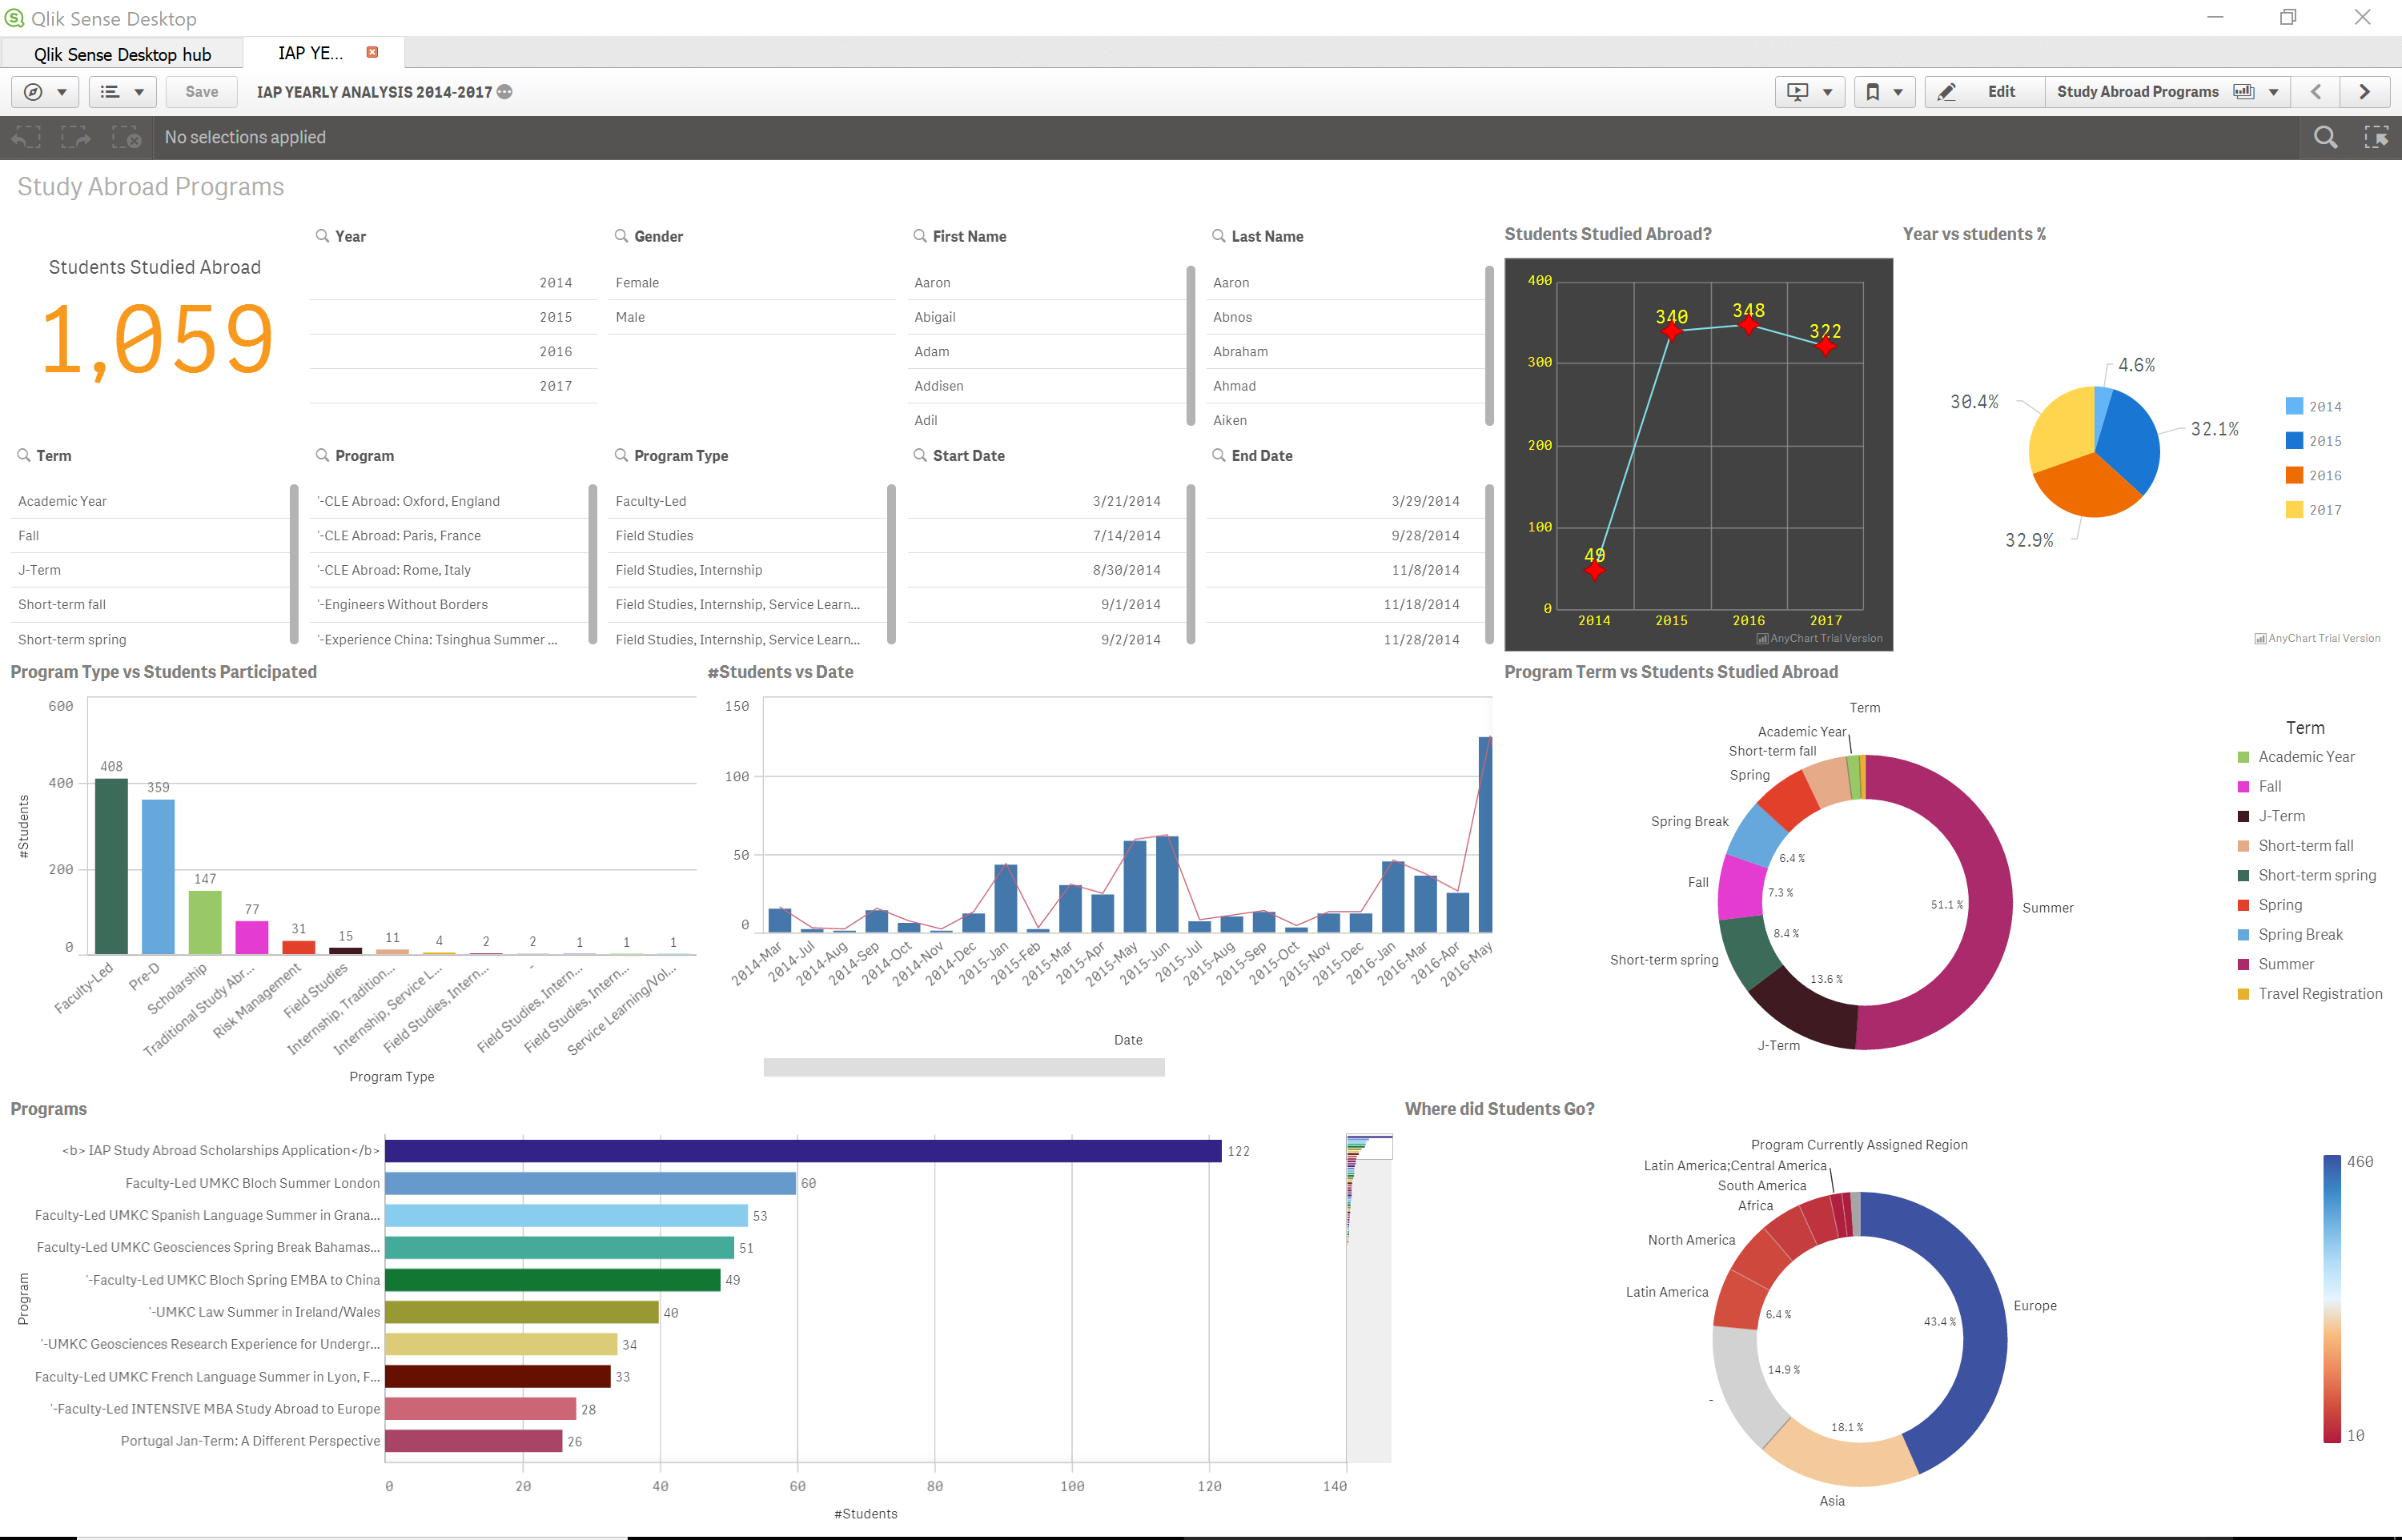 Qlik Sense Desktop
Qlik Sense Desktop hub
IAP YE...
Save
IAP YEARLY ANALYSIS 2014-2017
Edit
Study Abroad Programs
No selections applied
Study Abroad Programs
Students Studied Abroad
1,059
Year
2014
2015
2016
2017
Gender
Female
Male
First Name
Aaron
Abigail
Adam
Addisen
Adil
Last Name
Aaron
Abnos
Abraham
Ahmad
Aiken
Term
Academic Year
Fall
J-Term
Short-term fall
Short-term spring
Program
'-CLE Abroad: Oxford, England
'-CLE Abroad: Paris, France
'-CLE Abroad: Rome, Italy
'-Engineers Without Borders
'-Experience China: Tsinghua Summer ...
Program Type
Faculty-Led
Field Studies
Field Studies, Internship
Field Studies, Internship, Service Learn...
Field Studies, Internship, Service Learn...
Start Date
3/21/2014
7/14/2014
8/30/2014
9/1/2014
9/2/2014
End Date
3/29/2014
9/28/2014
11/8/2014
11/18/2014
11/28/2014
Students Studied Abroad?
400
300
200
100
0
49
340
348
322
2014
2015
2016
2017
AnyChart Trial Version
Year vs students %
4.6%
32.1%
32.9%
30.4%
2014
2015
2016
2017
AnyChart Trial Version
Program Type vs Students Participated
#Students
600
400
200
0
408
359
147
77
31
15
11
4
2
2
1
1
1
Faculty-Led
Pre-D
Scholarship
Traditional Study Abr...
Risk Management
Field Studies
Internship, Tradition...
Internship, Service L...
Field Studies, Intern...
-
Field Studies, Intern...
Field Studies, Intern...
Service Learning/Vol...
Program Type
#Students vs Date
150
100
50
0
2014-Mar
2014-Jul
2014-Aug
2014-Sep
2014-Oct
2014-Nov
2014-Dec
2015-Jan
2015-Feb
2015-Mar
2015-Apr
2015-May
2015-Jun
2015-Jul
2015-Aug
2015-Sep
2015-Oct
2015-Nov
2015-Dec
2016-Jan
2016-Mar
2016-Apr
2016-May
Date
Program Term vs Students Studied Abroad
Term
Academic Year
Short-term fall
Spring
Spring Break
Fall
Short-term spring
J-Term
Summer
6.4 %
7.3 %
8.4 %
13.6 %
51.1 %
Term
Academic Year
Fall
J-Term
Short-term fall
Short-term spring
Spring
Spring Break
Summer
Travel Registration
Programs
Program
<b> IAP Study Abroad Scholarships Application</b>
122
Faculty-Led UMKC Bloch Summer London
60
Faculty-Led UMKC Spanish Language Summer in Grana...
53
Faculty-Led UMKC Geosciences Spring Break Bahamas...
51
'-Faculty-Led UMKC Bloch Spring EMBA to China
49
'-UMKC Law Summer in Ireland/Wales
40
'-UMKC Geosciences Research Experience for Undergr...
34
Faculty-Led UMKC French Language Summer in Lyon, F...
33
'-Faculty-Led INTENSIVE MBA Study Abroad to Europe
28
Portugal Jan-Term: A Different Perspective
26
0
20
40
60
80
100
120
140
#Students
Where did Students Go?
Program Currently Assigned Region
Latin America;Central America
South America
Africa
North America
Latin America
-
Asia
Europe
6.4 %
14.9 %
18.1 %
43.4 %
460
10